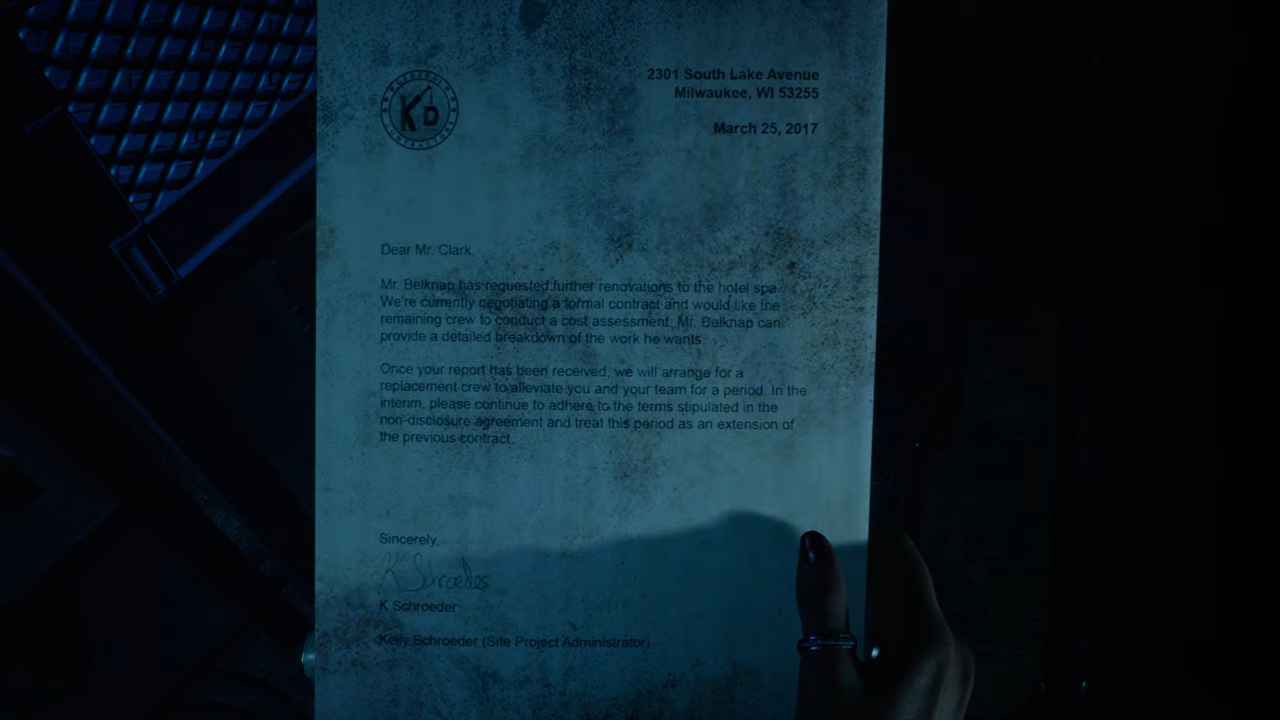 GENERAL
KD
CONTRACTORS
2301 South Lake Avenue
Milwaukee, WI 53255
March 25, 2017
Dear Mr. Clark,
Mr. Belknap has requested further renovations to the hotel spa.
We're currently negotiating a formal contract and would like the
remaining crew to conduct a cost assessment; Mr. Belknap can
provide a detailed breakdown of the work he wants.
Once your report has been received, we will arrange for a
replacement crew to alleviate you and your team for a period. In the
interim, please continue to adhere to the terms stipulated in the
non-disclosure agreement and treat this period as an extension of
the previous contract.
Sincerely,
K Schroeder
K Schroeder
Kelly Schroeder (Site Project Administrator)